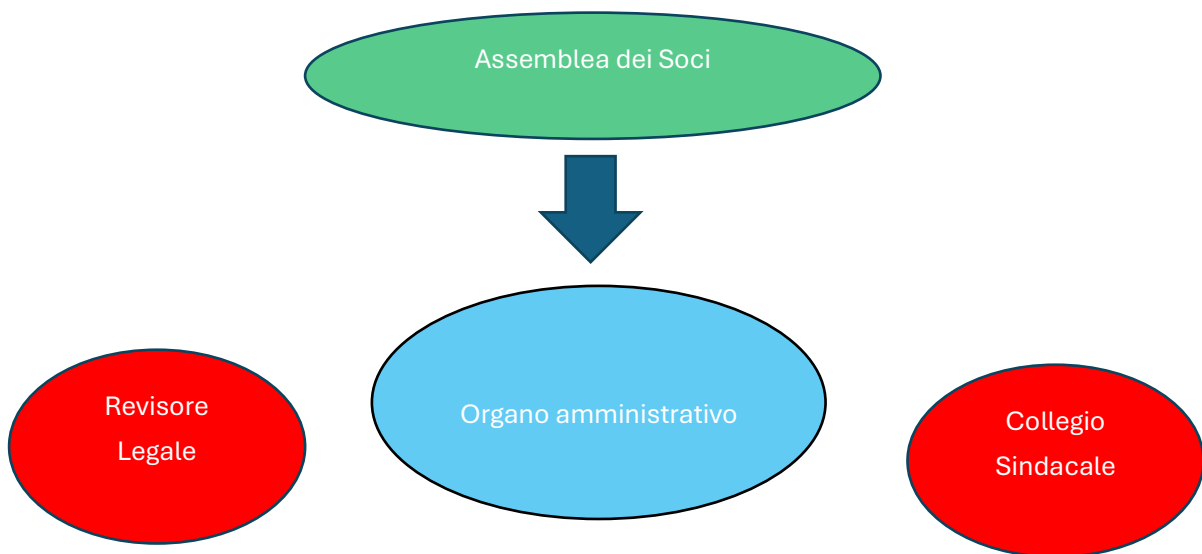 Assemblea dei Soci
Organo amministrativo
Revisore
Legale
Collegio
Sindacale